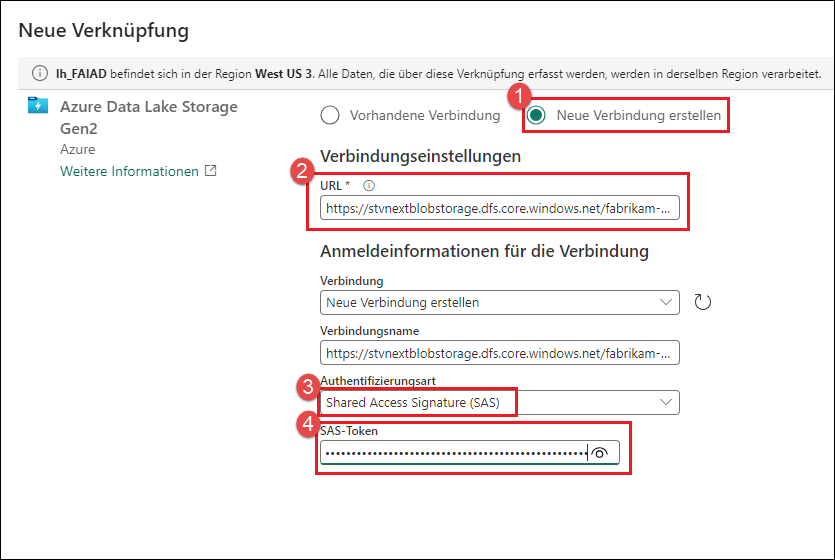 Neue Verknüpfung
lh_FAIAD befindet sich in der Region West US 3. Alle Daten, die über diese Verknüpfung erfasst werden, werden in derselben Region verarbeitet.
Azure Data Lake Storage
Gen2
Azure
Weitere Informationen
Vorhandene Verbindung
1
Neue Verbindung erstellen
Verbindungseinstellungen
2
URL *
https://stvnextblobstorage.dfs.core.windows.net/fabrikam-...
Anmeldeinformationen für die Verbindung
Verbindung
Neue Verbindung erstellen
Verbindungsname
https://stvnextblobstorage.dfs.core.windows.net/fabrikam-...
Authentifizierungsart
3
Shared Access Signature (SAS)
4
SAS-Token